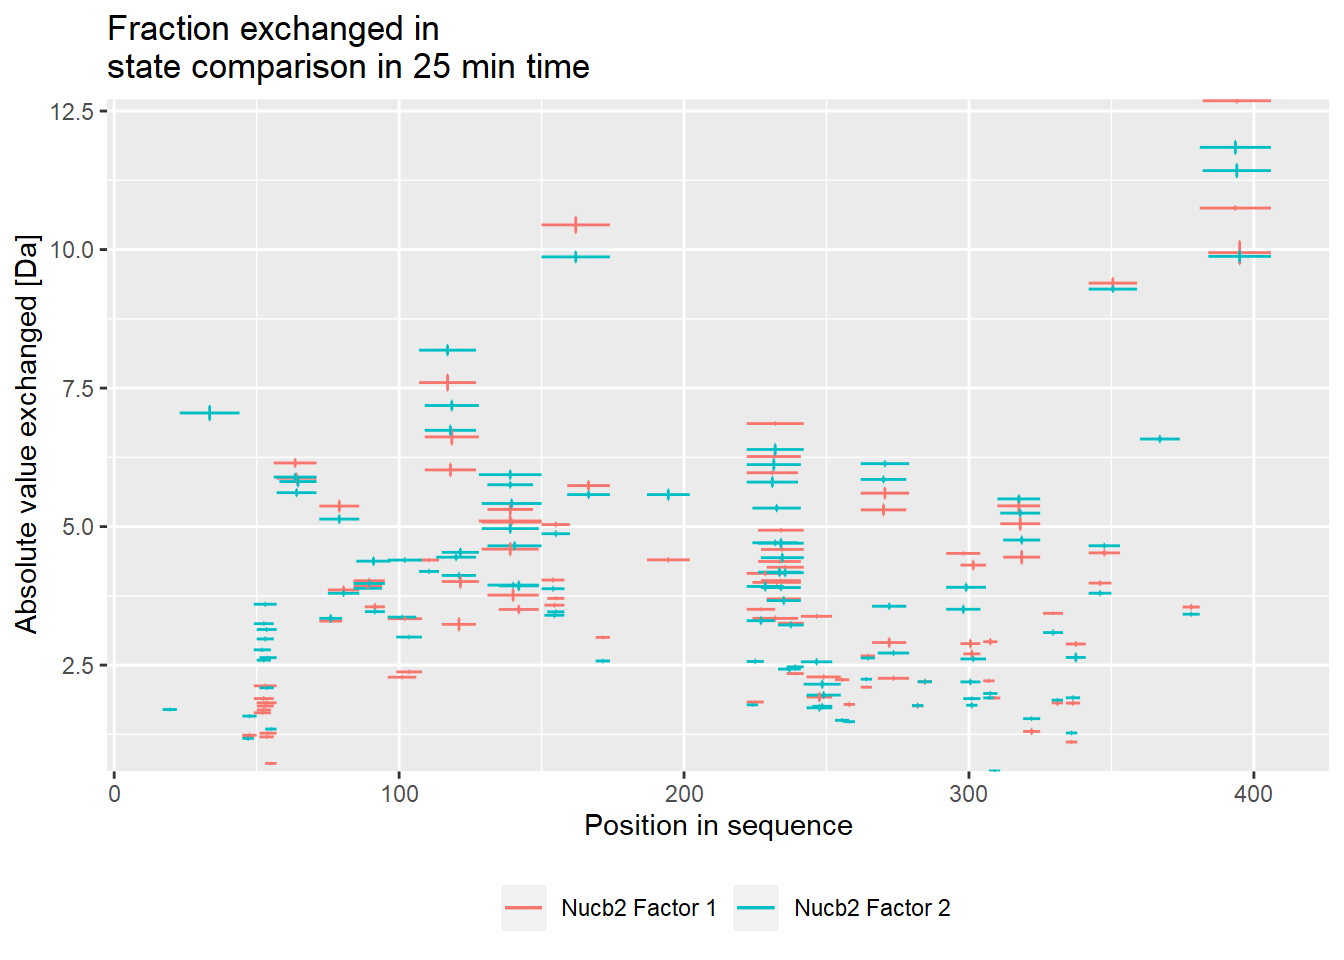 Fraction exchanged in
state comparison in 25 min time
Absolute value exchanged [Da]
12.5
10.0
7.5
5.0
2.5
0 100 200 300 400
Position in sequence
Nucb2 Factor 1 Nucb2 Factor 2